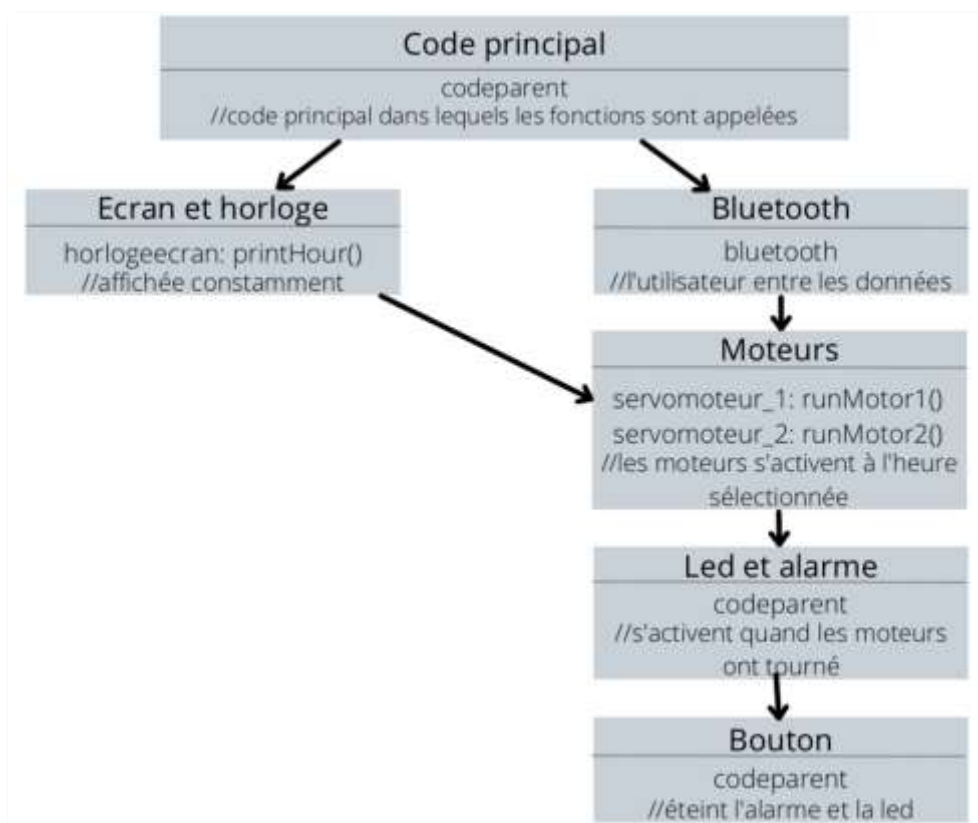 Code principal
codeparent
//code principal dans lequels les fonctions sont appelées
Ecran et horloge
horlogeecran: printHour()
//affichée constamment
Bluetooth
bluetooth
//l'utilisateur entre les données
Moteurs
servomoteur_1: runMotor1()
servomoteur_2: runMotor2()
//les moteurs s'activent à l'heure
sélectionnée
Led et alarme
codeparent
//s'activent quand les moteurs
ont tourné
Bouton
codeparent
//éteint l'alarme et la led